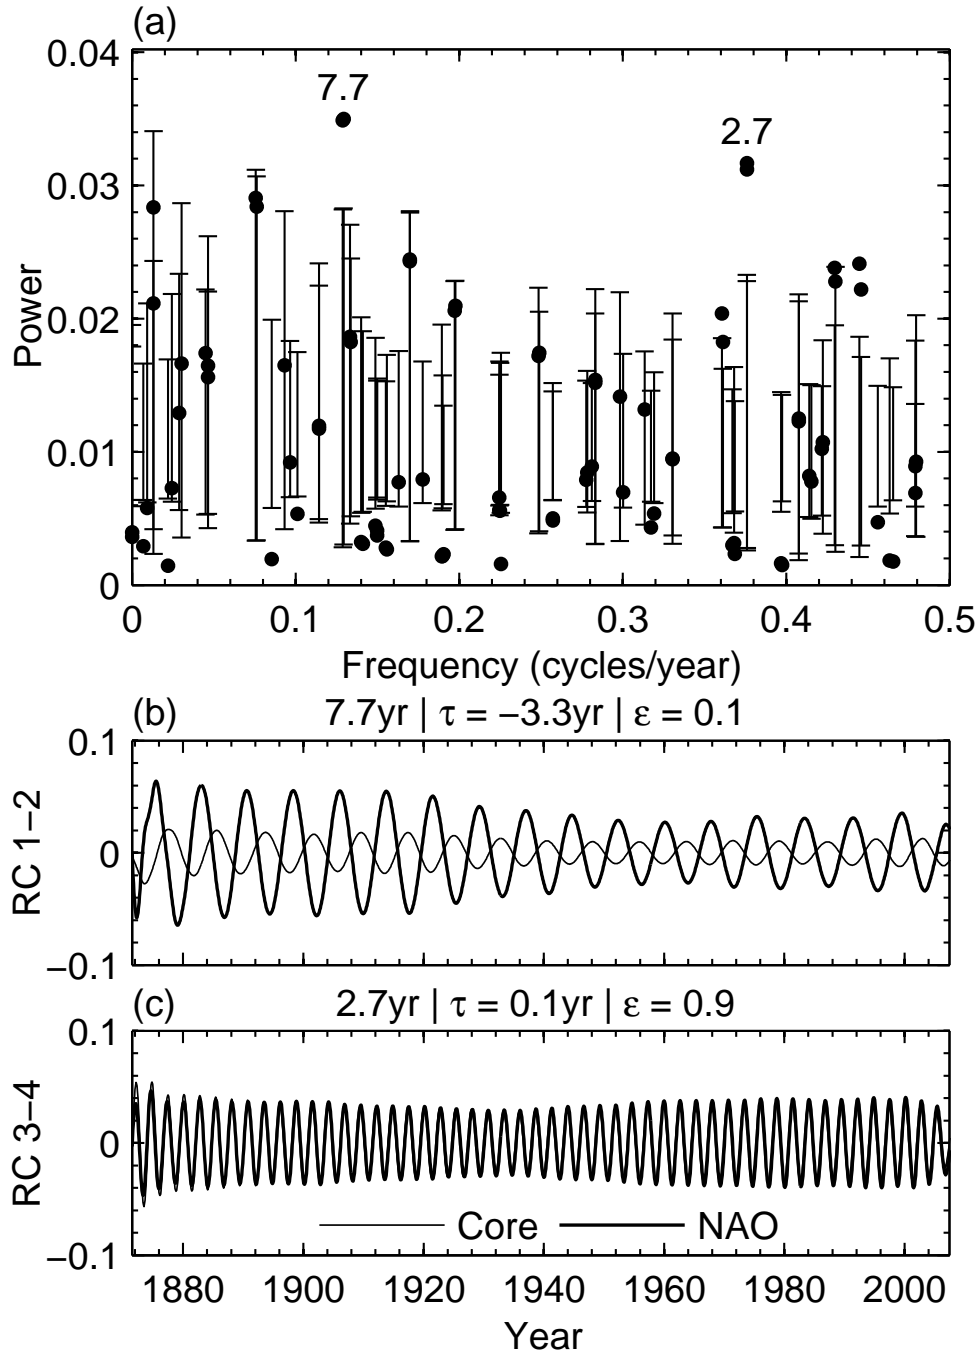 (a)
0.04
7.7
2.7
0.03
0.02
0.01
0
Power
0 0.1 0.2 0.3 0.4 0.5
Frequency (cycles/year)
(b) 7.7yr | τ = −3.3yr | ε = 0.1
0.1
0
−0.1
RC 1−2
(c) 2.7yr | τ = 0.1yr | ε = 0.9
0.1
0
−0.1
RC 3−4
Core NAO
1880 1900 1920 1940 1960 1980 2000
Year